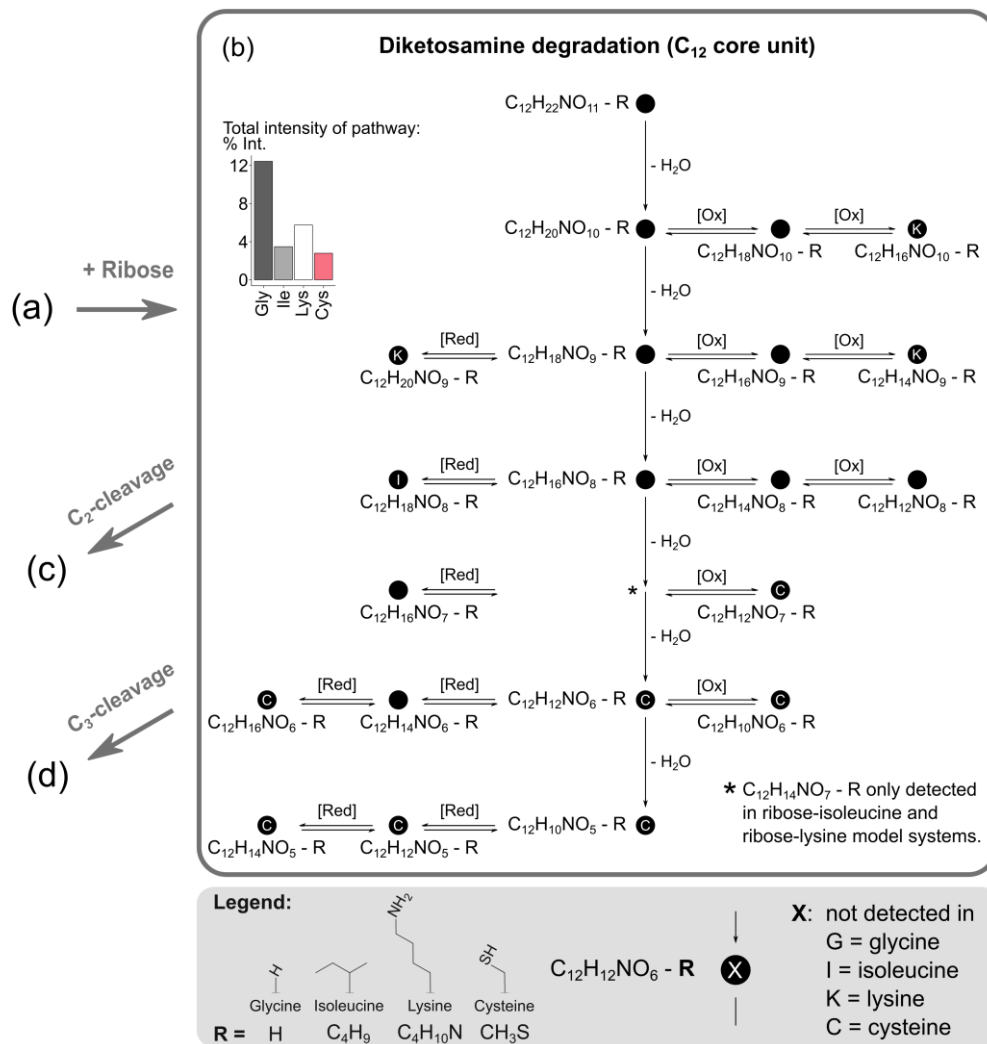 (b) Diketosamine degradation (C₁₂ core unit)
C₁₂H₂₂NO₁₁ - R
Total intensity of pathway:
% Int.
12
8
4
0
Gly
Ile
Lys
Cys
- H₂O
C₁₂H₂₀NO₁₀ - R
[Ox]
C₁₂H₁₈NO₁₀ - R
[Ox]
K
C₁₂H₁₆NO₁₀ - R
(a)
+ Ribose
- H₂O
K
C₁₂H₂₀NO₉ - R
[Red]
C₁₂H₁₈NO₉ - R
[Ox]
C₁₂H₁₆NO₉ - R
[Ox]
K
C₁₂H₁₄NO₉ - R
- H₂O
I
C₁₂H₁₈NO₈ - R
[Red]
C₁₂H₁₆NO₈ - R
[Ox]
C₁₂H₁₄NO₈ - R
[Ox]
C₁₂H₁₂NO₈ - R
C₂-cleavage
(c)
- H₂O
C₁₂H₁₆NO₇ - R
[Red]
*
[Ox]
C
C₁₂H₁₂NO₇ - R
- H₂O
C₃-cleavage
(d)
C
C₁₂H₁₆NO₆ - R
[Red]
C₁₂H₁₄NO₆ - R
[Red]
C₁₂H₁₂NO₆ - R
C
[Ox]
C
C₁₂H₁₀NO₆ - R
- H₂O
C
C₁₂H₁₄NO₅ - R
[Red]
C
C₁₂H₁₂NO₅ - R
[Red]
C₁₂H₁₀NO₅ - R
C
* C₁₂H₁₄NO₇ - R only detected
in ribose-isoleucine and
ribose-lysine model systems.
Legend:
H
NH₂
SH
Glycine Isoleucine Lysine Cysteine
R = H C₄H₉ C₄H₁₀N CH₃S
C₁₂H₁₂NO₆ - R
X
X: not detected in
G = glycine
I = isoleucine
K = lysine
C = cysteine